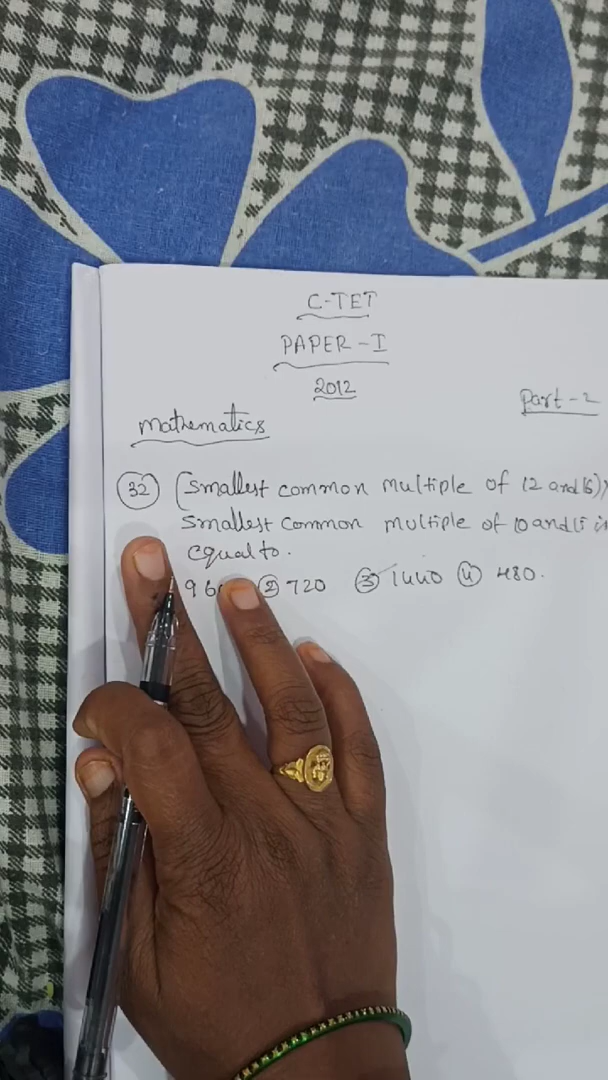 C-TET
PAPER-I
2012
Part-2
Mathematics
32 (Smallest common multiple of 12 and 16)×
Smallest common multiple of 10 and 15 is
equal to.
960 ② 720 ③ 1440 ④ 480.